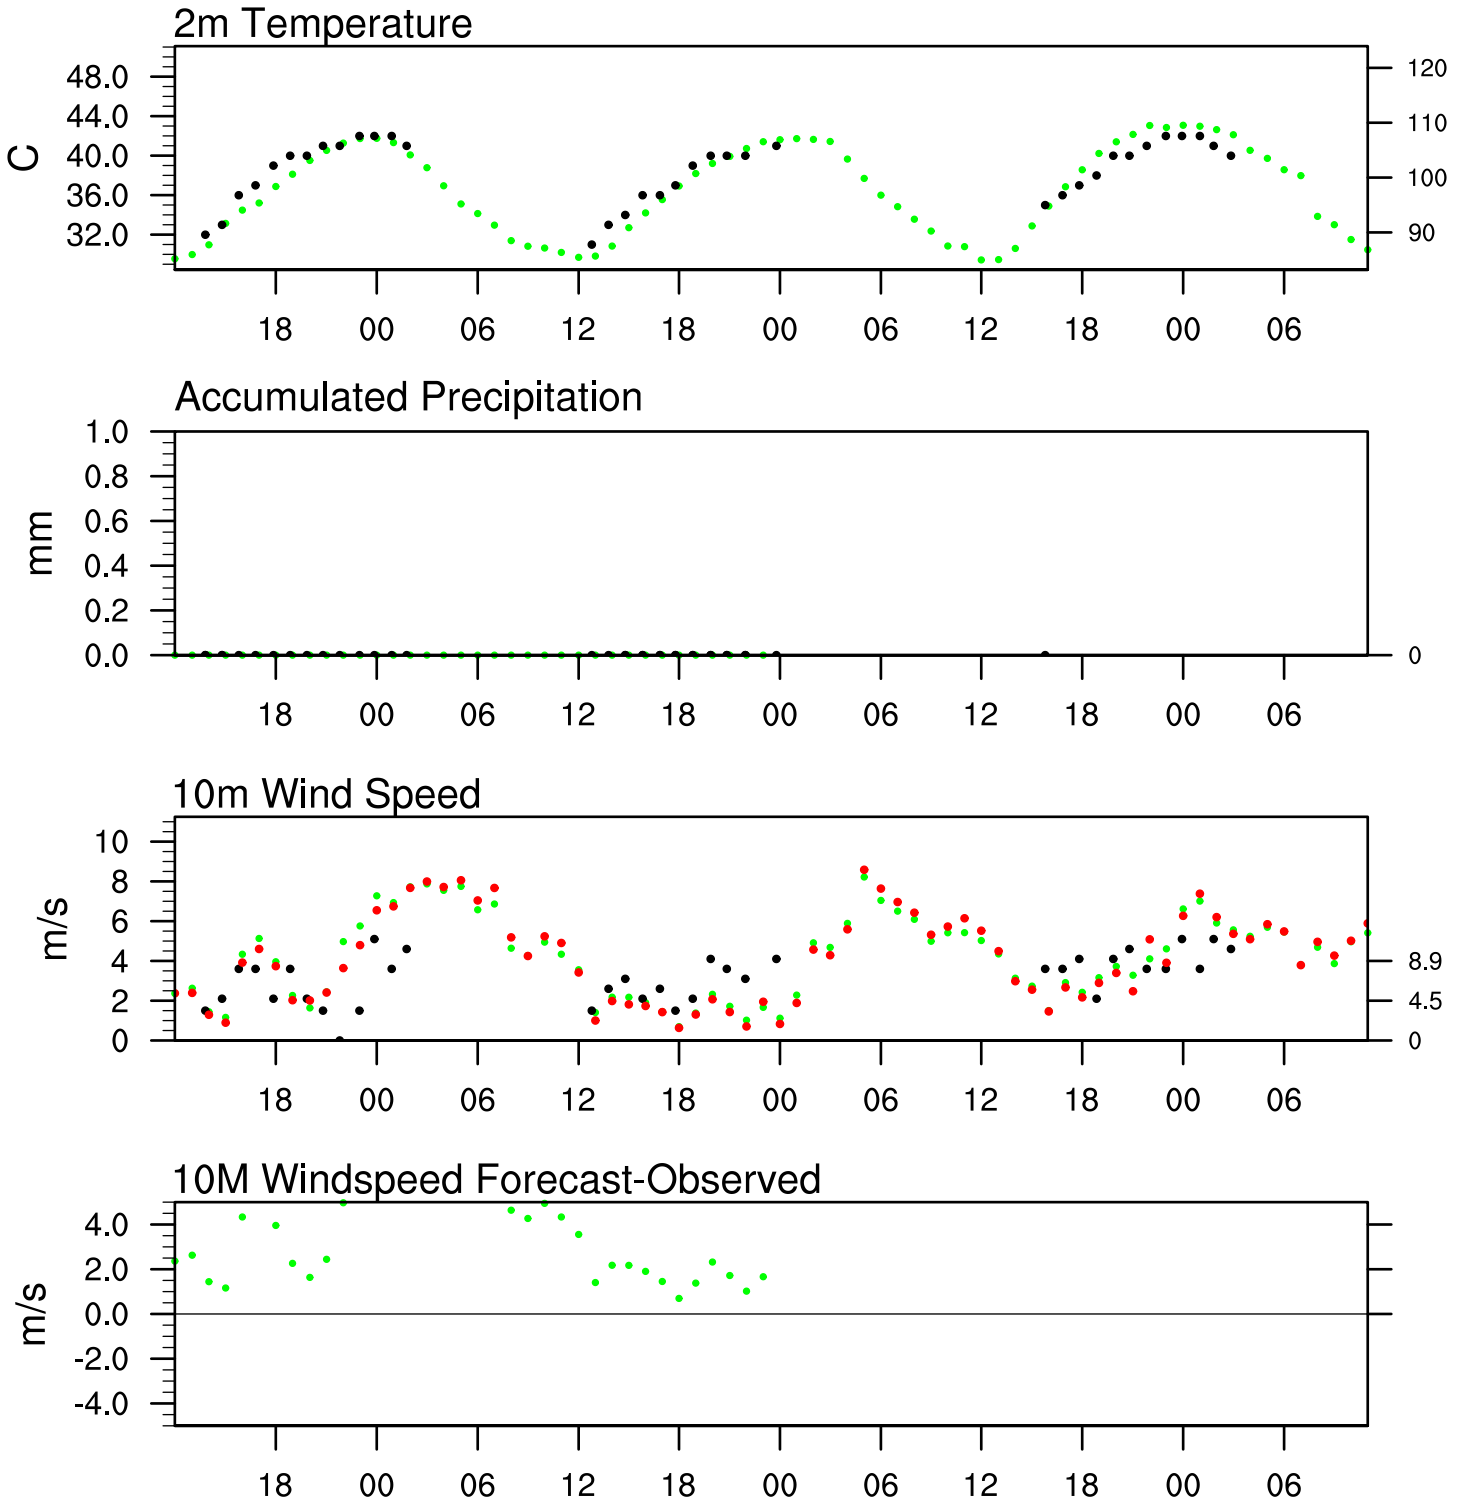 2m Temperature
48.0
44.0
40.0
36.0
32.0
C
120
110
100
90
18 00 06 12 18 00 06 12 18 00 06
Accumulated Precipitation
1.0
0.8
0.6
0.4
0.2
0.0
mm
0
18 00 06 12 18 00 06 12 18 00 06
10m Wind Speed
10
8
6
4
2
0
m/s
8.9
4.5
0
18 00 06 12 18 00 06 12 18 00 06
10M Windspeed Forecast-Observed
4.0
2.0
0.0
-2.0
-4.0
m/s
18 00 06 12 18 00 06 12 18 00 06